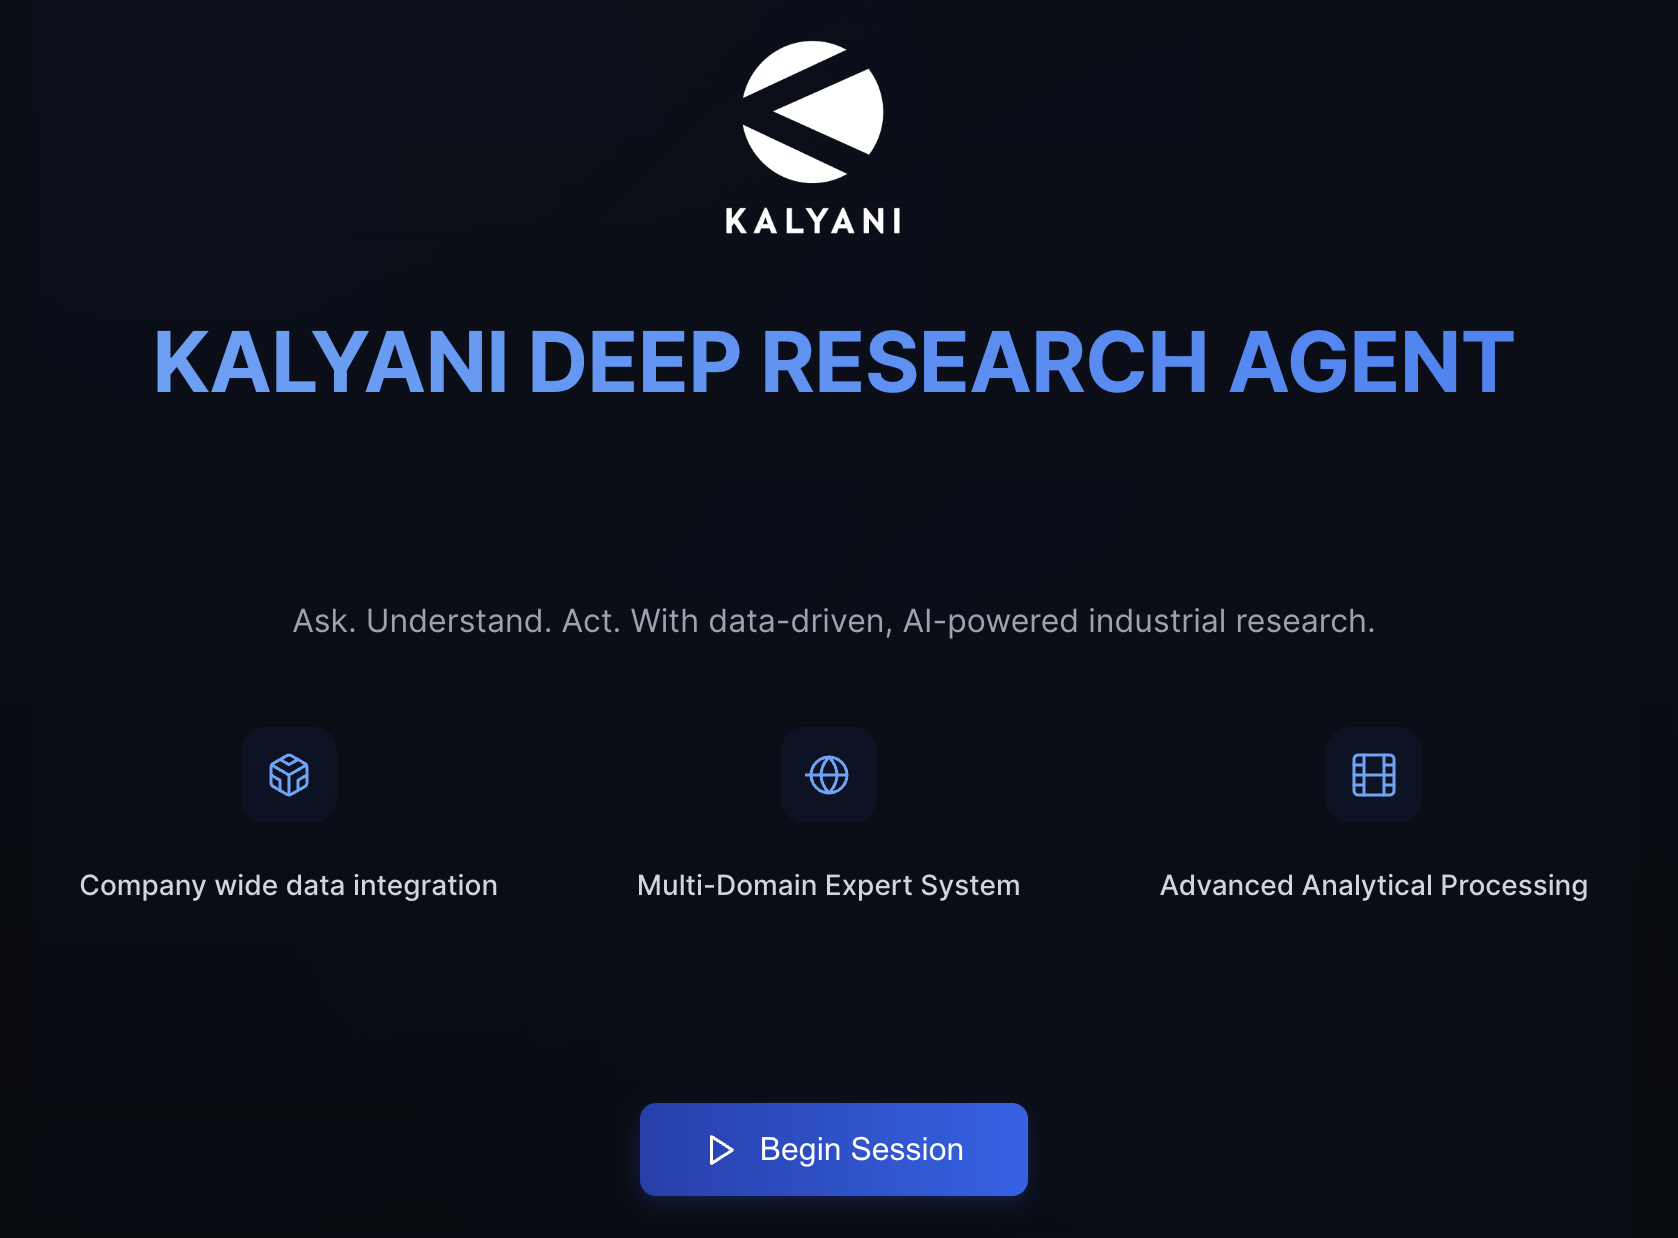 KALYANI
KALYANI DEEP RESEARCH AGENT
Ask. Understand. Act. With data-driven, AI-powered industrial research.
Company wide data integration
Multi-Domain Expert System
Advanced Analytical Processing
Begin Session